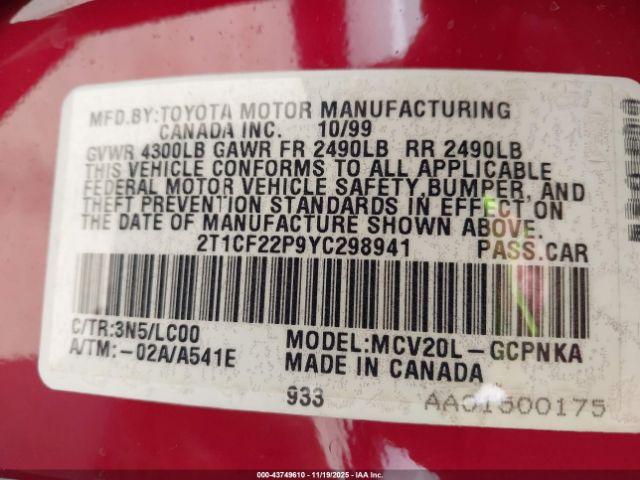 MFD.BY:TOYOTA MOTOR MANUFACTURING
CANADA INC. 10/99
GVWR 4300LB GAWR FR 2490LB RR 2490LB
THIS VEHICLE CONFORMS TO ALL APPLICABLE
FEDERAL MOTOR VEHICLE SAFETY,BUMPER, AND
THEFT PREVENTION STANDARDS IN EFFECT ON
THE DATE OF MANUFACTURE SHOWN ABOVE.
2T1CF22P9YC298941 PASS.CAR
C/TR:3N5/LC00 MODEL:MCV20L-GCPNKA
A/TM:-02A/A541E MADE IN CANADA
933 AA31500175
000-43749610 - 11/19/2025 - IAA Inc.